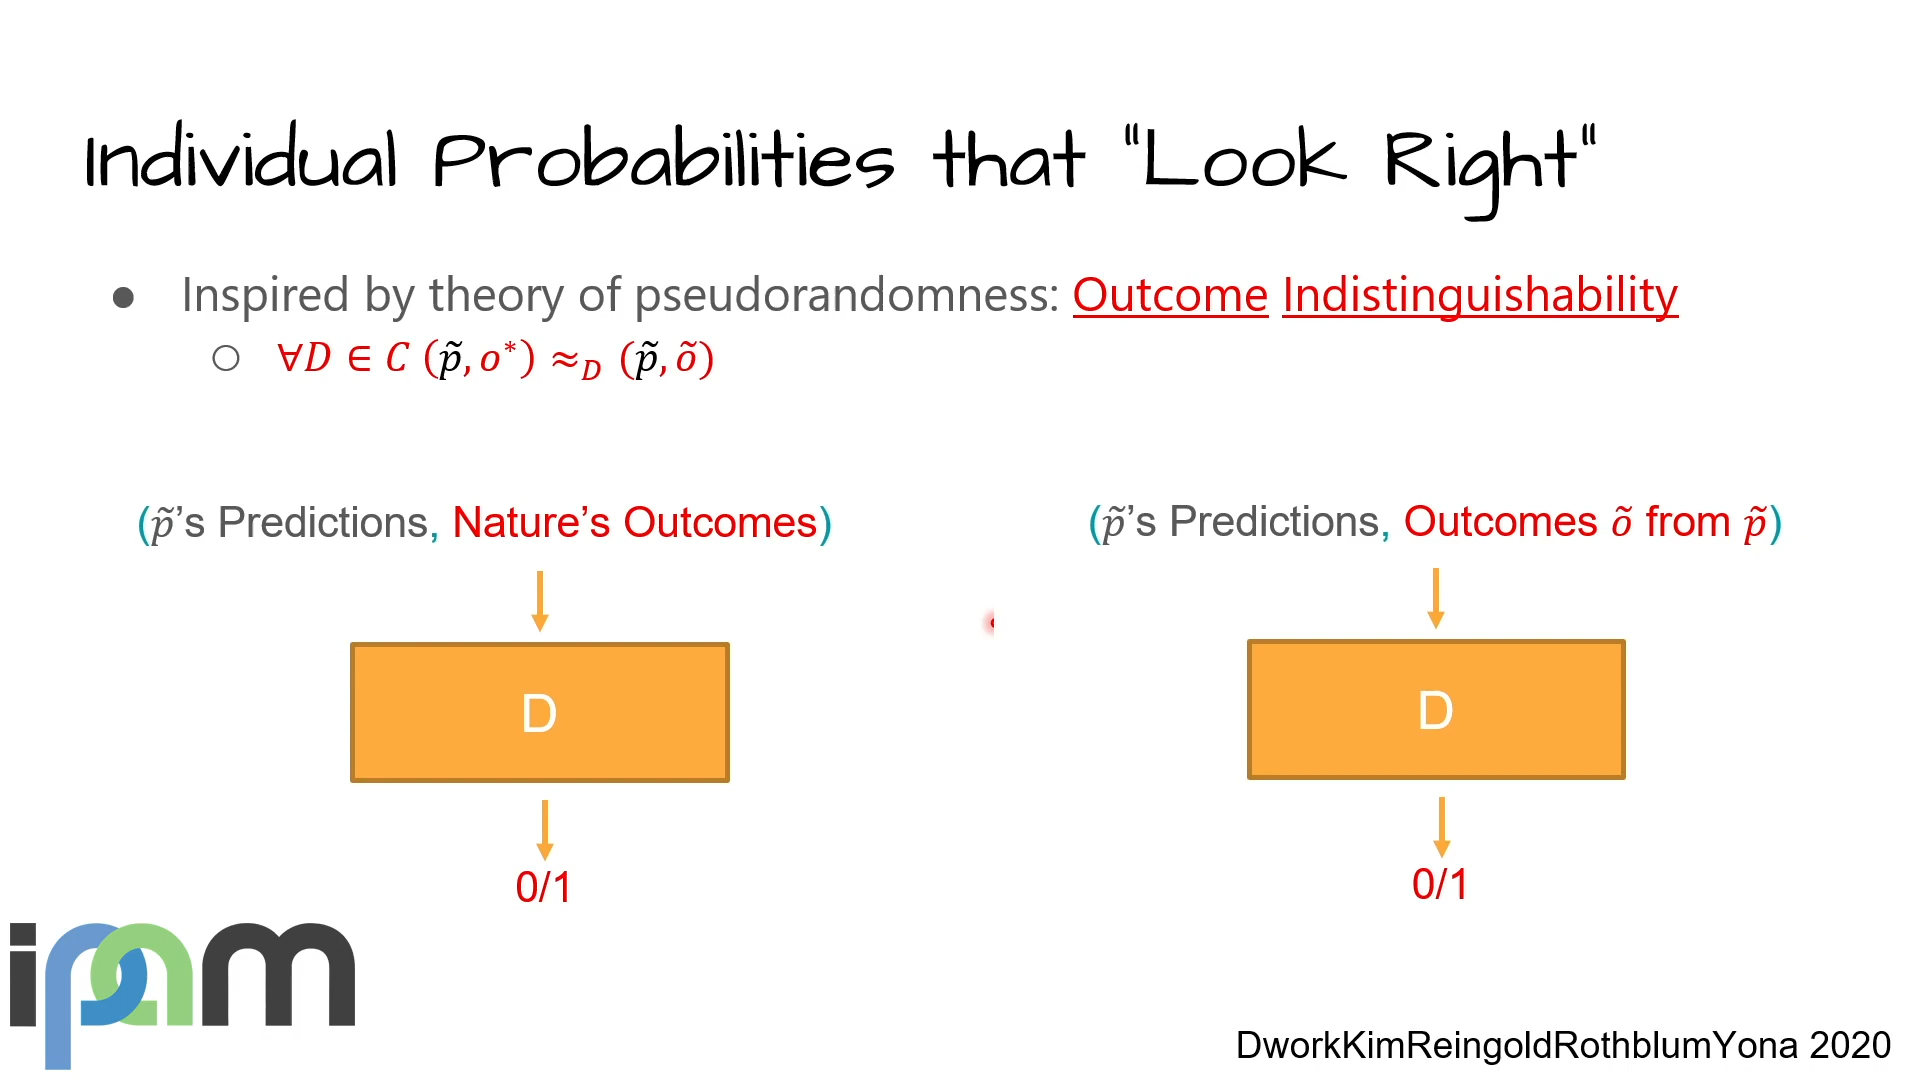 Individual Probabilities that "Look Right"
● Inspired by theory of pseudorandomness: Outcome Indistinguishability
○ ∀D ∈ C (p̃, o*) ≈_D (p̃, õ)
(p̃'s Predictions, Nature's Outcomes)
(p̃'s Predictions, Outcomes õ from p̃)
D
D
0/1
0/1
ipam
DworkKimReingoldRothblumYona 2020